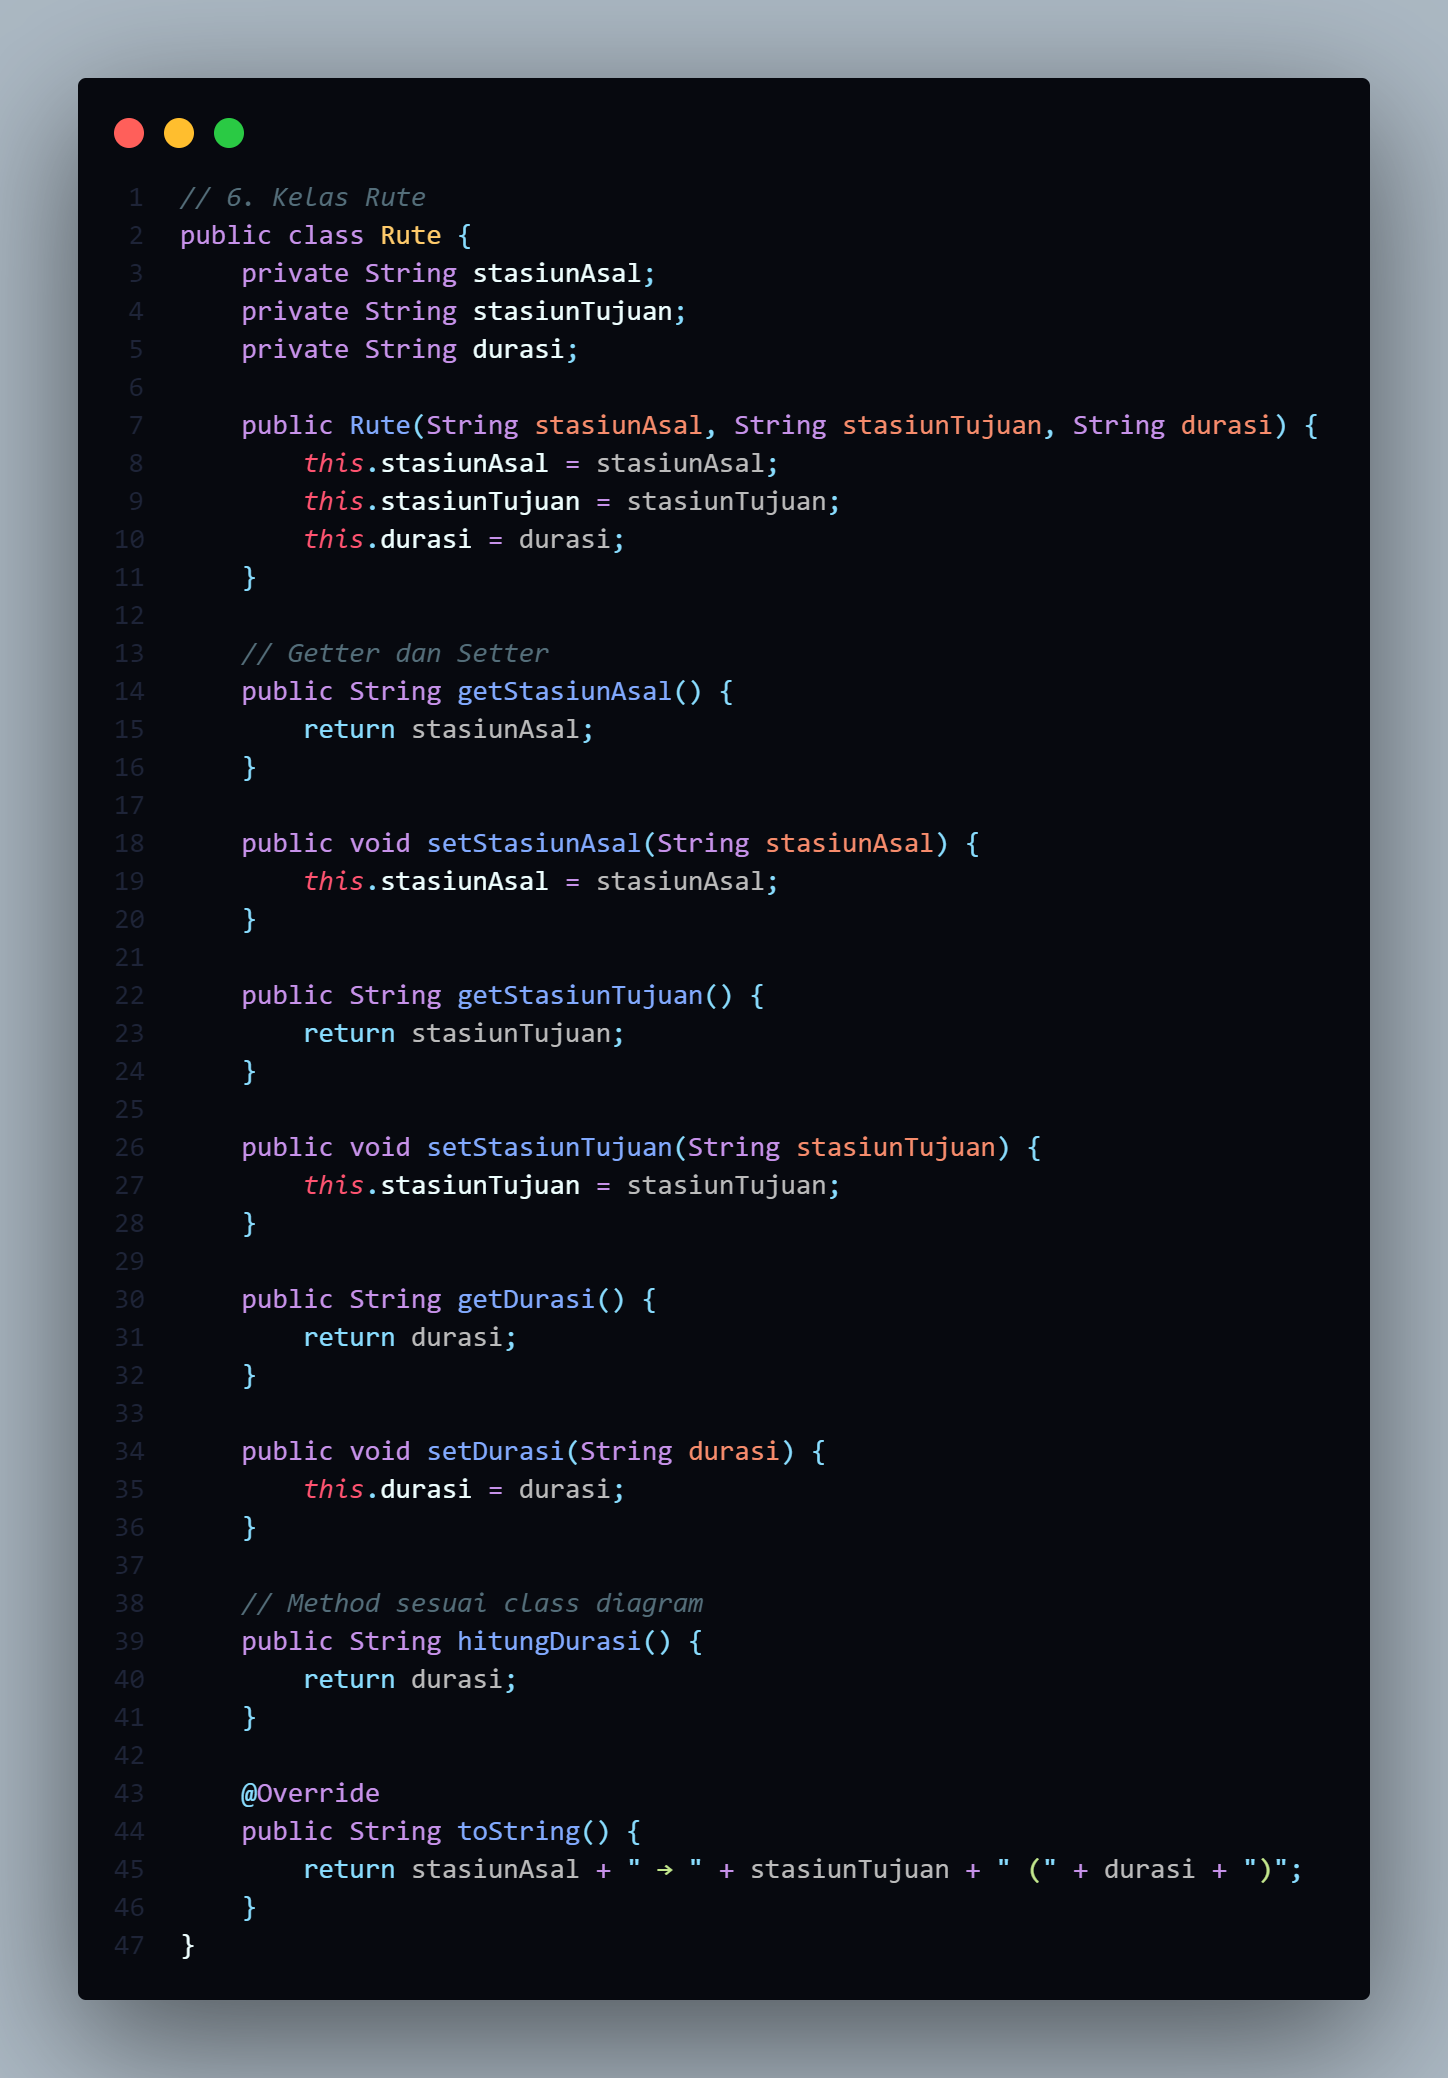 1 // 6. Kelas Rute
2 public class Rute {
3     private String stasiunAsal;
4     private String stasiunTujuan;
5     private String durasi;
6
7     public Rute(String stasiunAsal, String stasiunTujuan, String durasi) {
8         this.stasiunAsal = stasiunAsal;
9         this.stasiunTujuan = stasiunTujuan;
10         this.durasi = durasi;
11     }
12
13     // Getter dan Setter
14     public String getStasiunAsal() {
15         return stasiunAsal;
16     }
17
18     public void setStasiunAsal(String stasiunAsal) {
19         this.stasiunAsal = stasiunAsal;
20     }
21
22     public String getStasiunTujuan() {
23         return stasiunTujuan;
24     }
25
26     public void setStasiunTujuan(String stasiunTujuan) {
27         this.stasiunTujuan = stasiunTujuan;
28     }
29
30     public String getDurasi() {
31         return durasi;
32     }
33
34     public void setDurasi(String durasi) {
35         this.durasi = durasi;
36     }
37
38     // Method sesuai class diagram
39     public String hitungDurasi() {
40         return durasi;
41     }
42
43     @Override
44     public String toString() {
45         return stasiunAsal + " → " + stasiunTujuan + " (" + durasi + ")";
46     }
47 }